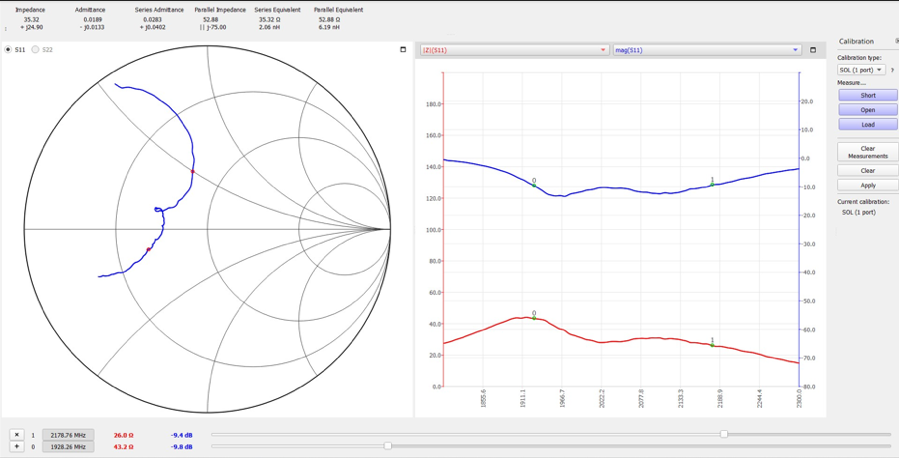 Impedance Admittance Series Admittance Parallel Impedance Series Equivalent Parallel Equivalent
35.32 0.0189 0.0283 52.88 35.32 Ω 52.88 Ω
+ j24.90 - j0.0133 + j0.0402 || j-75.00 2.06 nH 6.19 nH
S11 S22
|Z|(S11) mag(S11)
180.0
160.0
140.0
120.0
100.0
80.0
60.0
40.0
20.0
0.0
20.0
10.0
0.0
-10.0
-20.0
-30.0
-40.0
-50.0
-60.0
-70.0
80.0
0
1
0
1
1855.6
1911.1
1966.7
2022.2
2077.8
2133.3
2188.9
2244.4
2300.0
Calibration
Calibration type:
SOL (1 port) ?
Measure...
Short
Open
Load
Clear
Measurements
Clear
Apply
Current calibration:
SOL (1 port)
× 1 2178.76 MHz 26.0 Ω -9.4 dB
+ 0 1928.26 MHz 43.2 Ω -9.8 dB